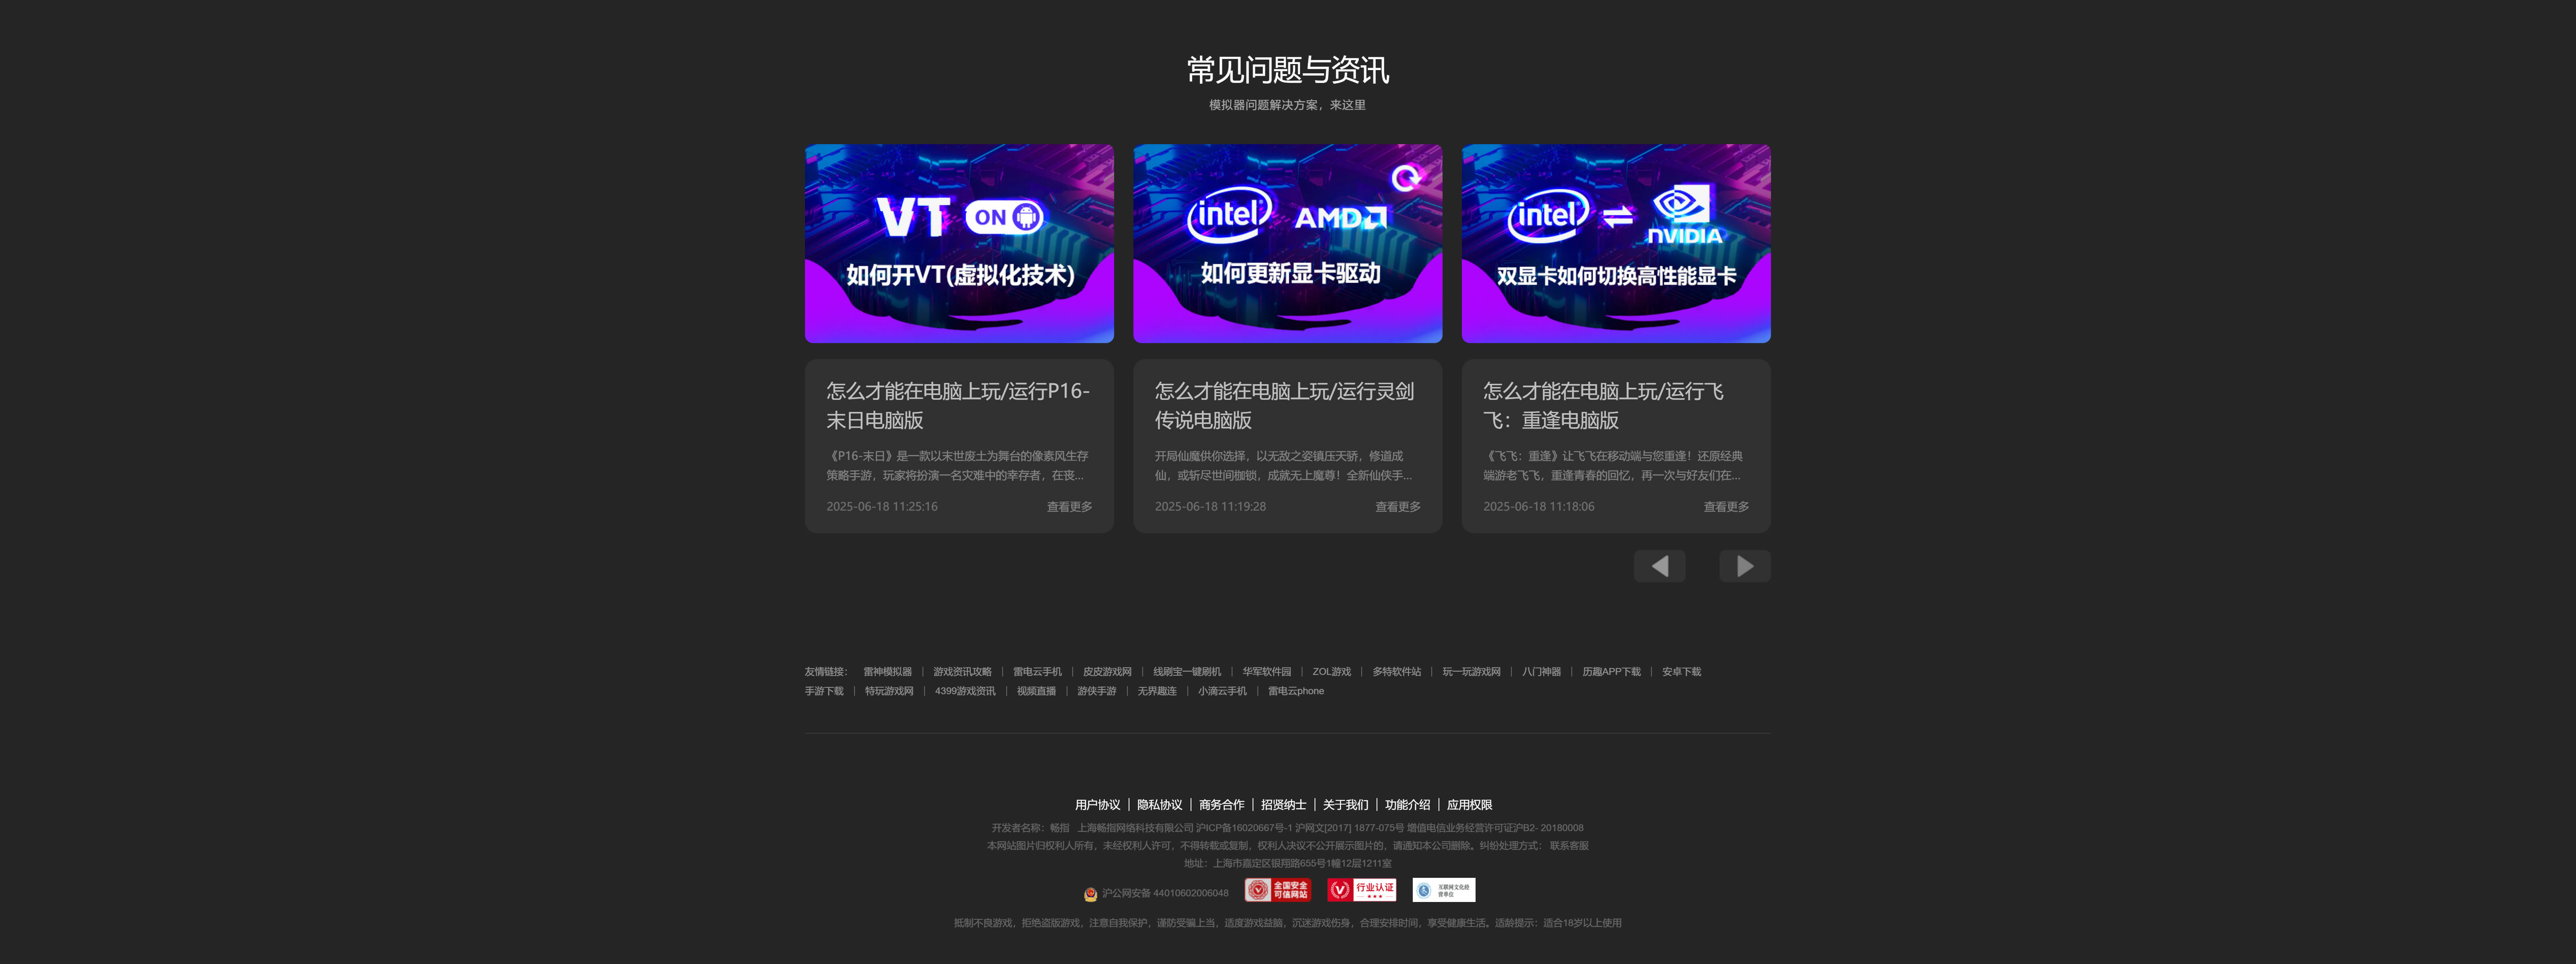 常见问题与资讯
模拟器问题解决方案，来这里
VT ON
如何开VT(虚拟化技术)
intel AMD
如何更新显卡驱动
intel NVIDIA
双显卡如何切换高性能显卡
怎么才能在电脑上玩/运行P16-
末日电脑版
《P16-末日》是一款以末世废土为舞台的像素风生存
策略手游，玩家将扮演一名灾难中的幸存者，在丧...
2025-06-18 11:25:16 查看更多
怎么才能在电脑上玩/运行灵剑
传说电脑版
开局仙魔供你选择，以无敌之姿镇压天骄，修道成
仙，或斩尽世间枷锁，成就无上魔尊！全新仙侠手...
2025-06-18 11:19:28 查看更多
怎么才能在电脑上玩/运行飞
飞：重逢电脑版
《飞飞：重逢》让飞飞在移动端与您重逢！还原经典
端游老飞飞，重逢青春的回忆，再一次与好友们在...
2025-06-18 11:18:06 查看更多
友情链接： 雷神模拟器 | 游戏资讯攻略 | 雷电云手机 | 皮皮游戏网 | 线刷宝一键刷机 | 华军软件园 | ZOL游戏 | 多特软件站 | 玩一玩游戏网 | 八门神器 | 历趣APP下载 | 安卓下载
手游下载 | 特玩游戏网 | 4399游戏资讯 | 视频直播 | 游侠手游 | 无界趣连 | 小滴云手机 | 雷电云phone
用户协议 | 隐私协议 | 商务合作 | 招贤纳士 | 关于我们 | 功能介绍 | 应用权限
开发者名称：畅指 上海畅指网络科技有限公司 沪ICP备16020667号-1 沪网文[2017] 1877-075号 增值电信业务经营许可证沪B2- 20180008
本网站图片归权利人所有，未经权利人许可，不得转载或复制，权利人决议不公开展示图片的，请通知本公司删除。纠纷处理方式： 联系客服
地址：上海市嘉定区银翔路655号1幢12层1211室
沪公网安备 44010602006048
全国安全
可信网站
行业认证
互联网文化经
营单位
抵制不良游戏，拒绝盗版游戏，注意自我保护，谨防受骗上当，适度游戏益脑，沉迷游戏伤身，合理安排时间，享受健康生活。适龄提示：适合18岁以上使用